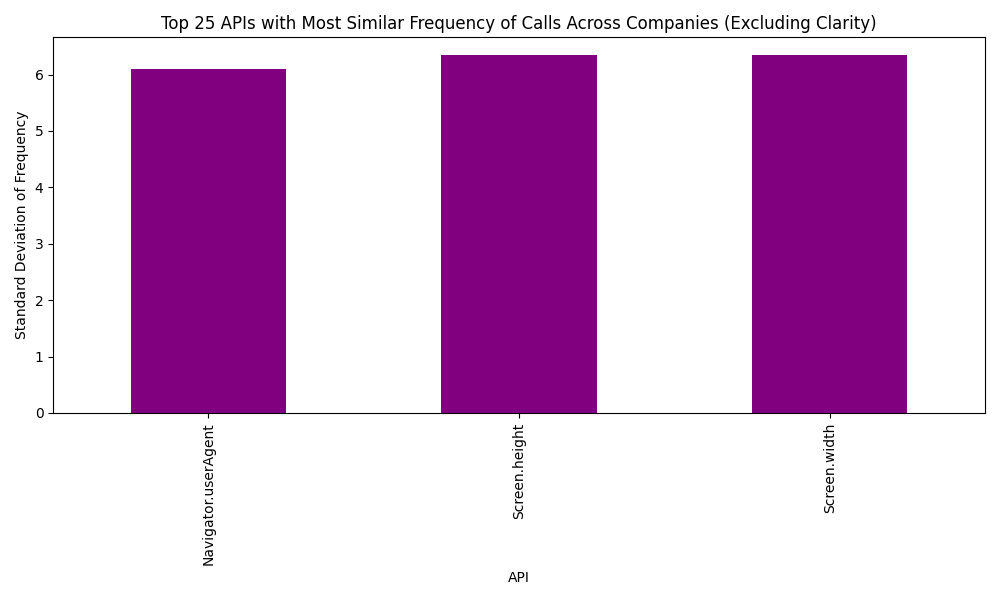 Top 25 APIs with Most Similar Frequency of Calls Across Companies (Excluding Clarity)
Standard Deviation of Frequency
6
5
4
3
2
1
0
Navigator.userAgent
Screen.height
Screen.width
API